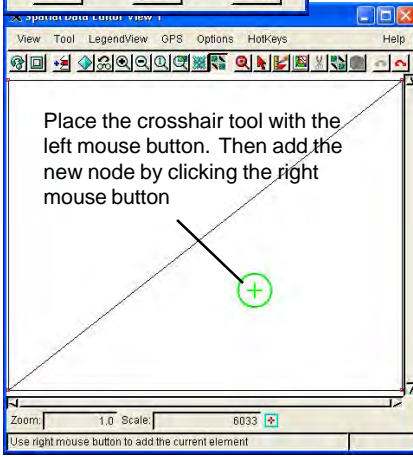 Spatial Data Editor View 1
View Tool LegendView GPS Options HotKeys Help
Place the crosshair tool with the
left mouse button. Then add the
new node by clicking the right
mouse button
Zoom: 1.0 Scale: 6033
Use right mouse button to add the current element